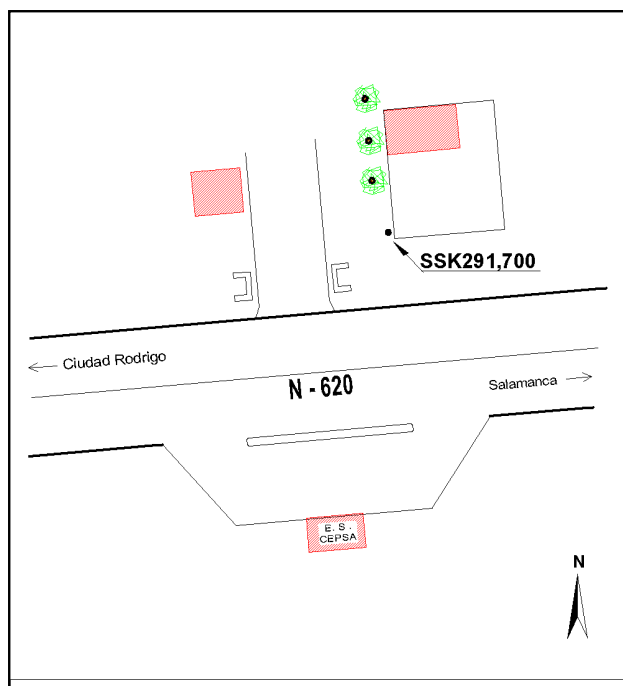 SSK291,700
Ciudad Rodrigo
N - 620
Salamanca
E. S.
CEPSA
N